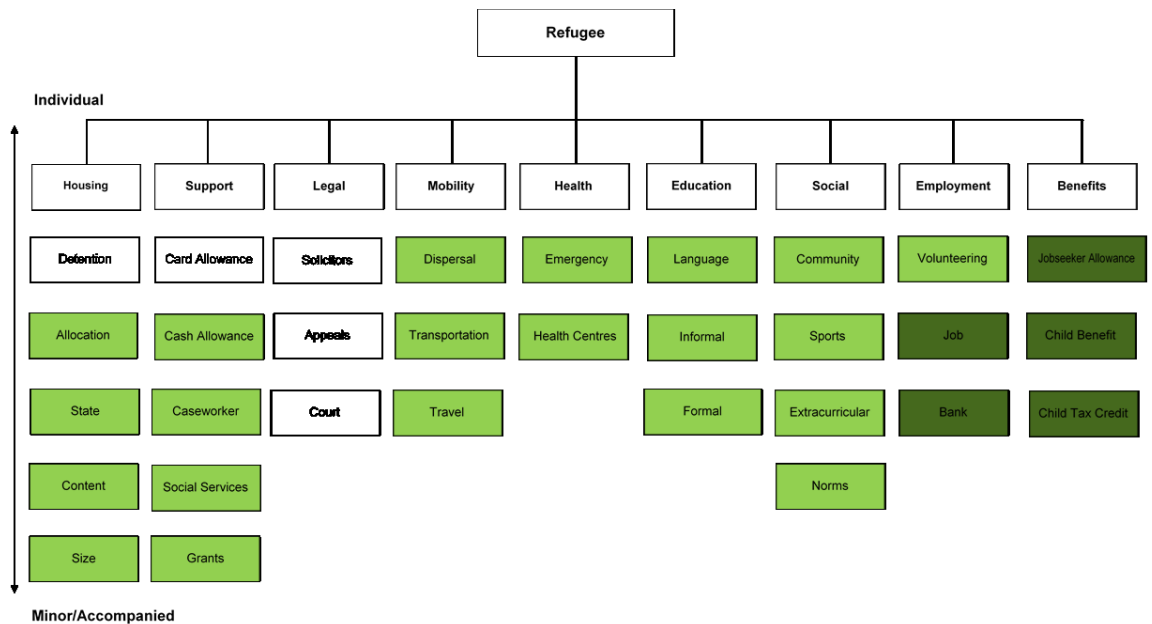 Refugee
Individual
Housing Support Legal Mobility Health Education Social Employment Benefits
Detention Card Allowance Solicitors Dispersal Emergency Language Community Volunteering Jobseeker Allowance
Allocation Cash Allowance Appeals Transportation Health Centres Informal Sports Job Child Benefit
State Caseworker Court Travel Formal Extracurricular Bank Child Tax Credit
Content Social Services Norms
Size Grants
Minor/Accompanied